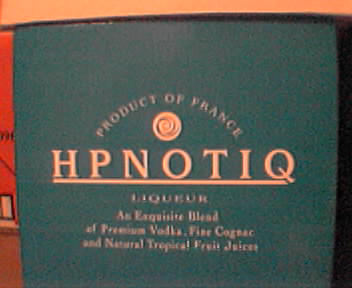 PRODUCT OF FRANCE
HPNOTIQ
LIQUEUR
An Exquisite Blend
of Premium Vodka, Fine Cognac
and Natural Tropical Fruit Juices